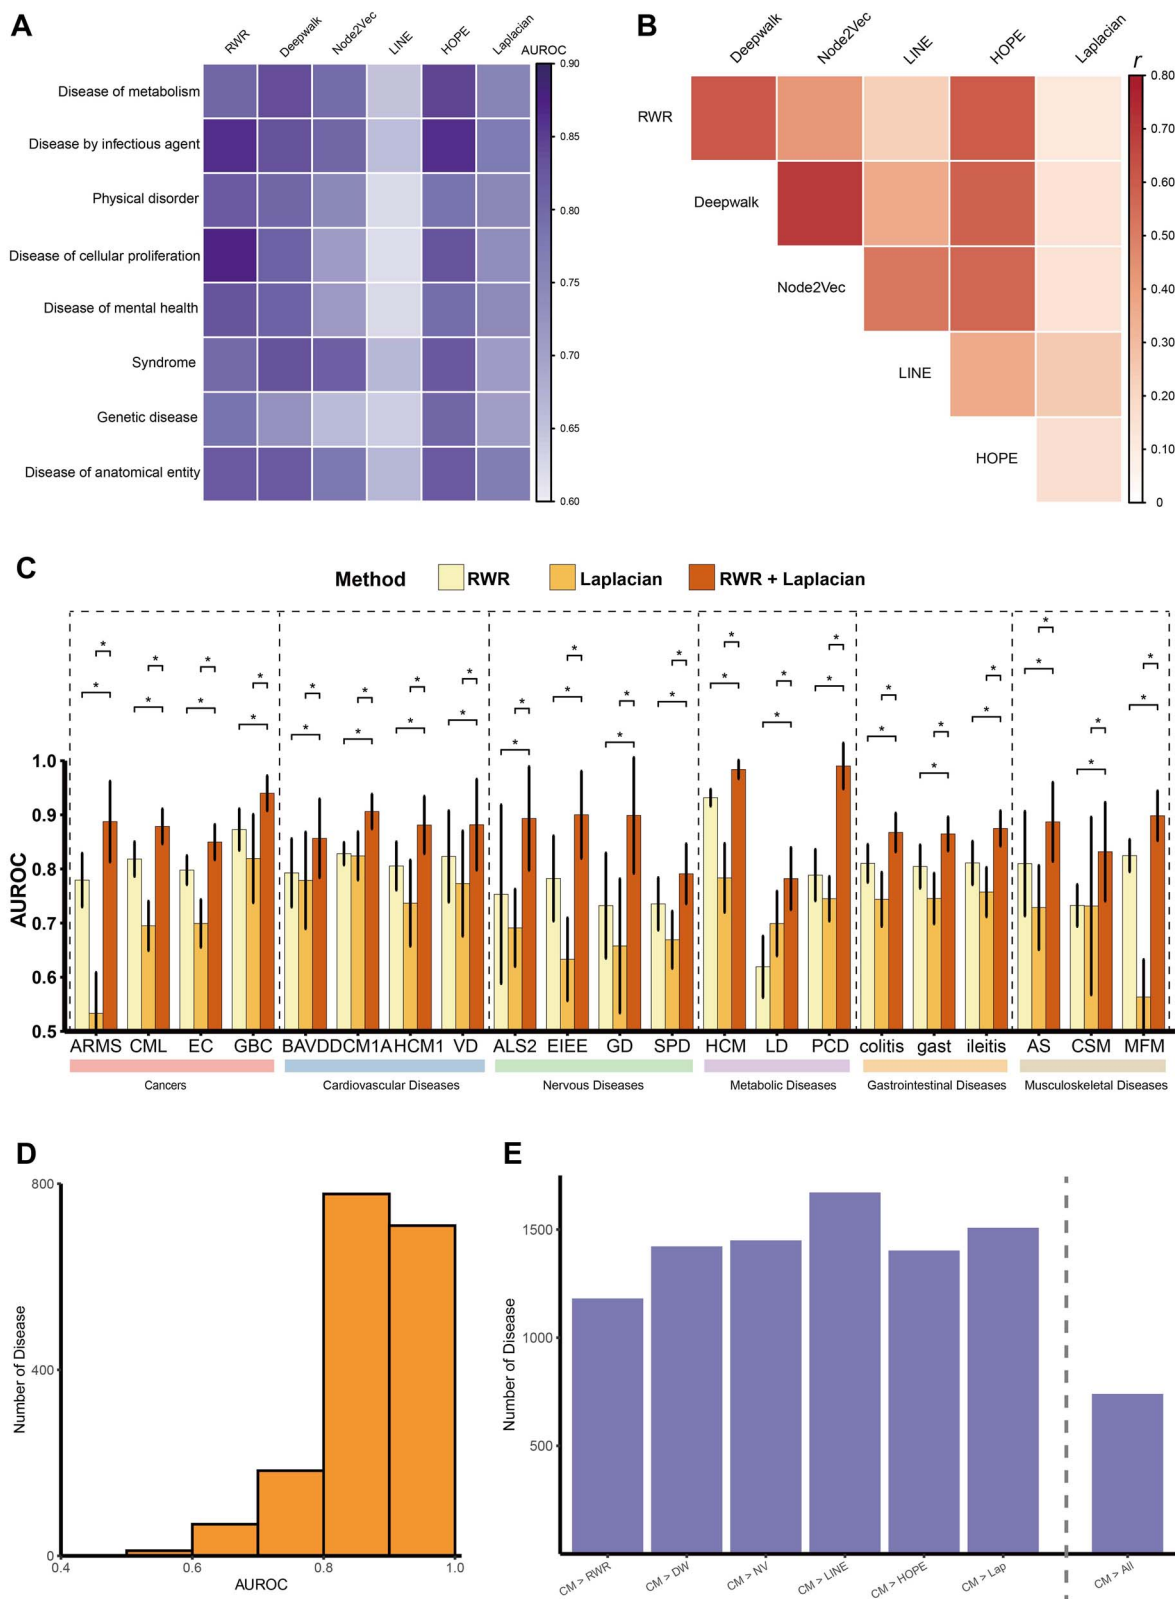 A
RWR
Deepwalk
Node2Vec
LINE
HOPE
Laplacian
AUROC
Disease of metabolism
Disease by infectious agent
Physical disorder
Disease of cellular proliferation
Disease of mental health
Syndrome
Genetic disease
Disease of anatomical entity
0.90
0.85
0.80
0.75
0.70
0.65
0.60
B
Deepwalk
Node2Vec
LINE
HOPE
Laplacian
r
RWR
Deepwalk
Node2Vec
LINE
HOPE
0.80
0.70
0.60
0.50
0.40
0.30
0.20
0.10
0
C
Method RWR Laplacian RWR + Laplacian
* * * * * * * * * * * * * * * * * * * * *
* * * * * * * * * * * * * * * * * * * * *
AUROC
1.0
0.9
0.8
0.7
0.6
0.5
ARMS CML EC GBC BAVDDCM1AHCM1 VD ALS2 EIEE GD SPD HCM LD PCD colitis gast ileitis AS CSM MFM
Cancers Cardiovascular Diseases Nervous Diseases Metabolic Diseases Gastrointestinal Diseases Musculoskeletal Diseases
D
Number of Disease
800
400
0
0.4 0.6 0.8 1.0
AUROC
E
Number of Disease
1500
1000
500
CM > RWR
CM > DW
CM > NV
CM > LINE
CM > HOPE
CM > Lap
CM > All